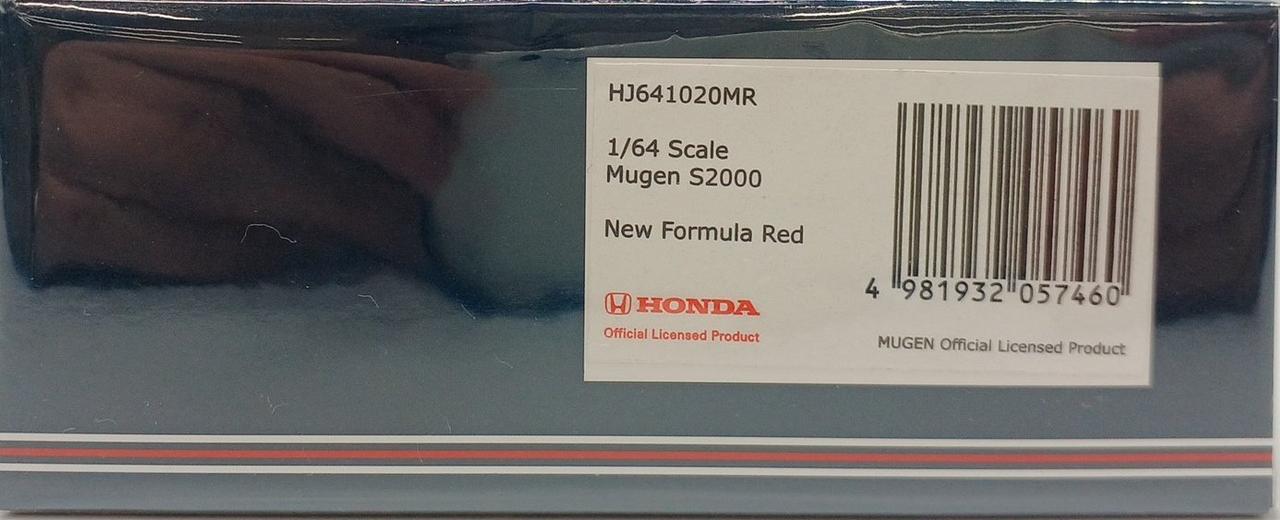 HJ641020MR
1/64 Scale
Mugen S2000
New Formula Red
HONDA
Official Licensed Product
4 981932 057460
MUGEN Official Licensed Product